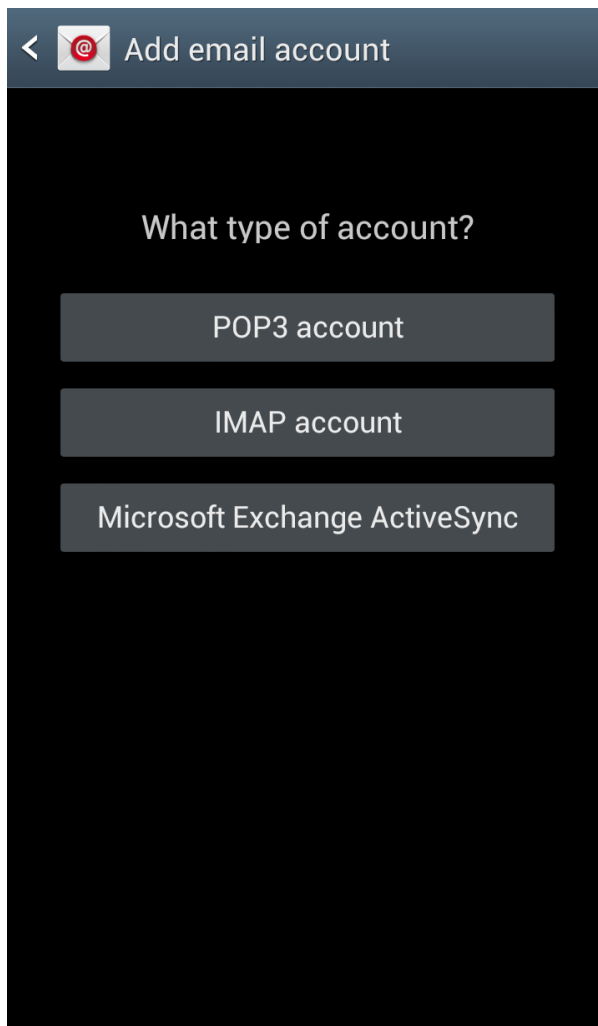 Add email account
What type of account?
POP3 account
IMAP account
Microsoft Exchange ActiveSync